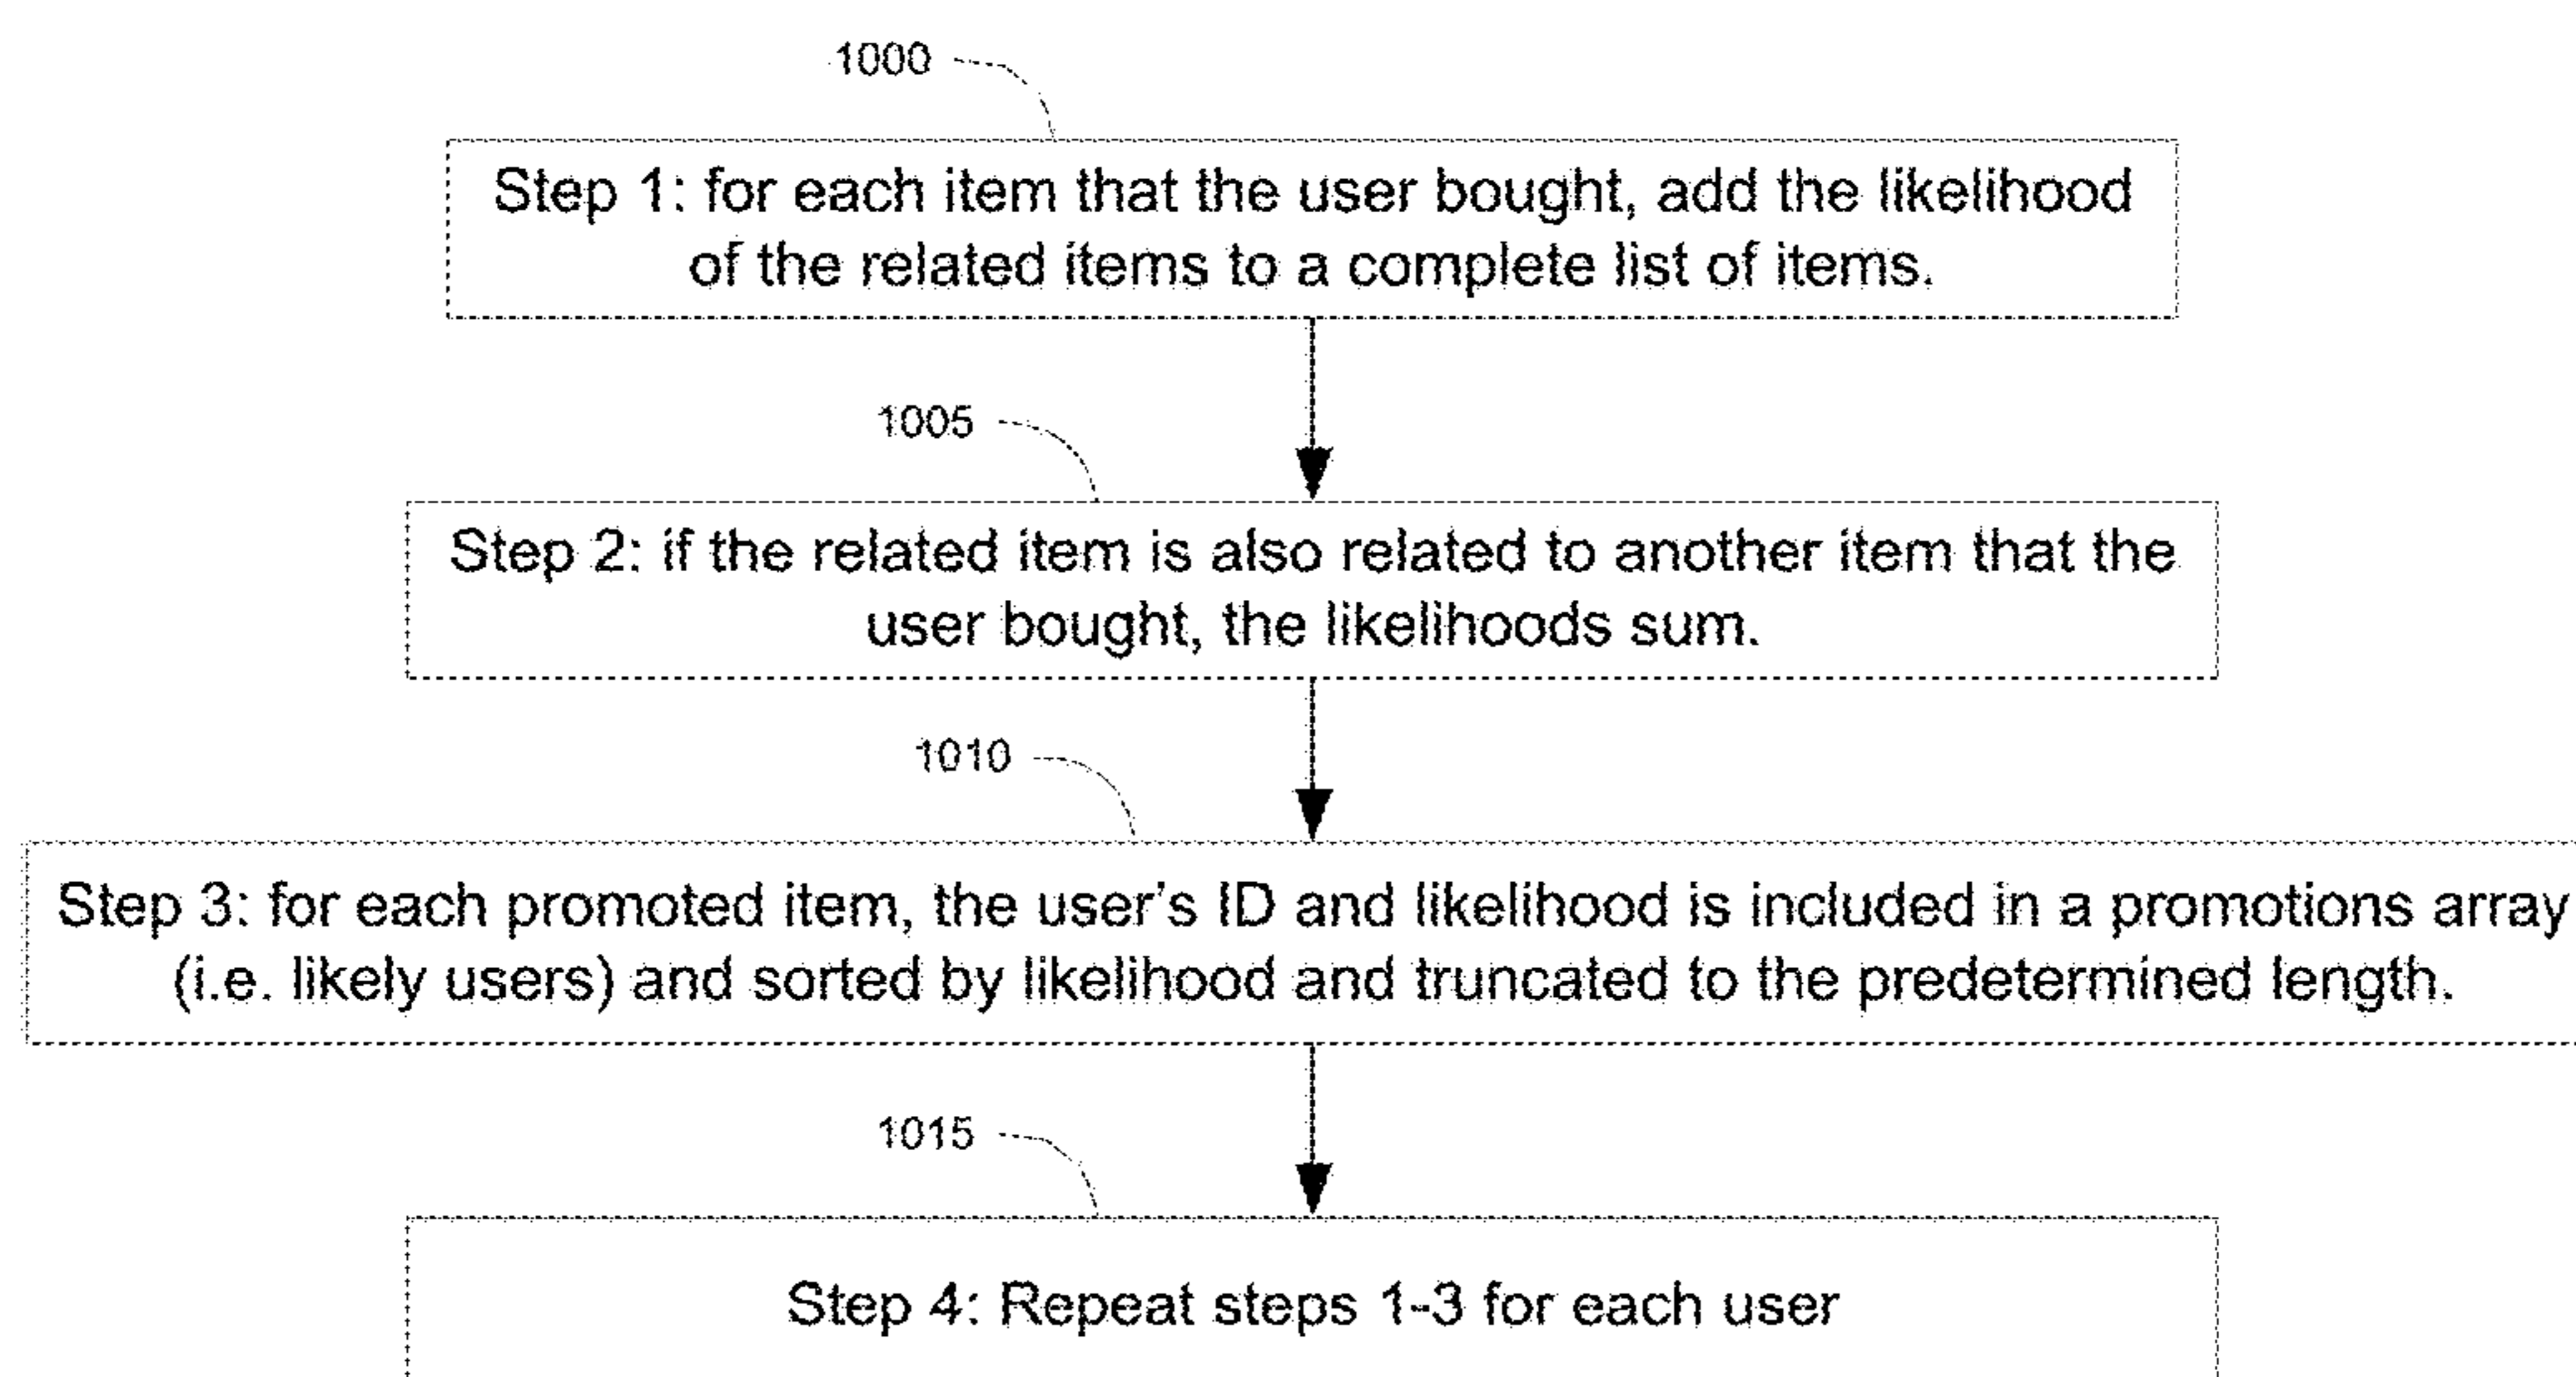 1000
Step 1: for each item that the user bought, add the likelihood
of the related items to a complete list of items.
1005
Step 2: if the related item is also related to another item that the
user bought, the likelihoods sum.
1010
Step 3: for each promoted item, the user's ID and likelihood is included in a promotions array
(i.e. likely users) and sorted by likelihood and truncated to the predetermined length.
1015
Step 4: Repeat steps 1-3 for each user